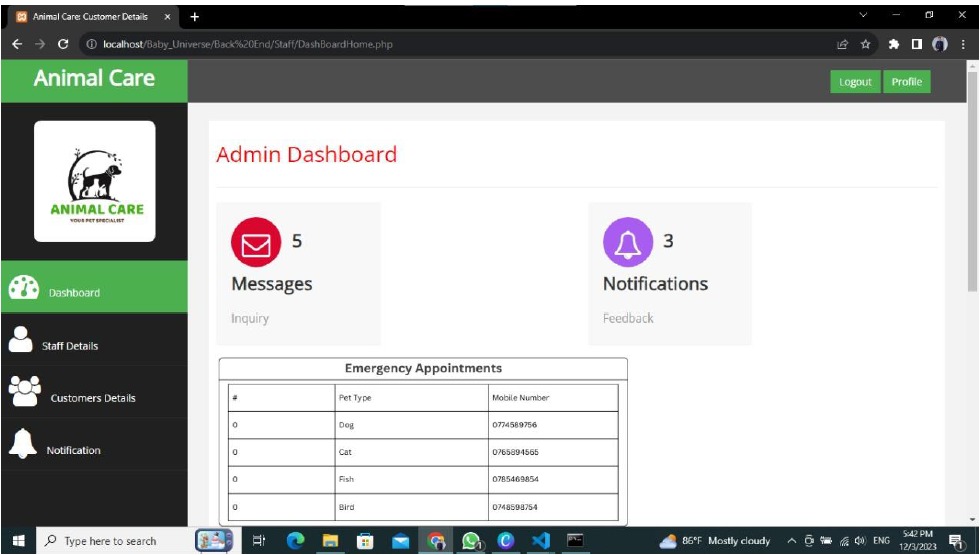 Animal Care: Customer Details
localhost/Baby_Universe/Back%20End/Staff/DashBoardHome.php
Animal Care
Logout Profile
ANIMAL CARE
YOUR PET SPECIALIST
Admin Dashboard
5
Messages
Inquiry
3
Notifications
Feedback
Dashboard
Staff Details
Customers Details
Notification
Emergency Appointments
# Pet Type Mobile Number
0 Dog 0774589756
0 Cat 0765894565
0 Fish 0785469854
0 Bird 0748598754
Type here to search
86°F Mostly cloudy
ENG
5:42 PM
12/3/2023